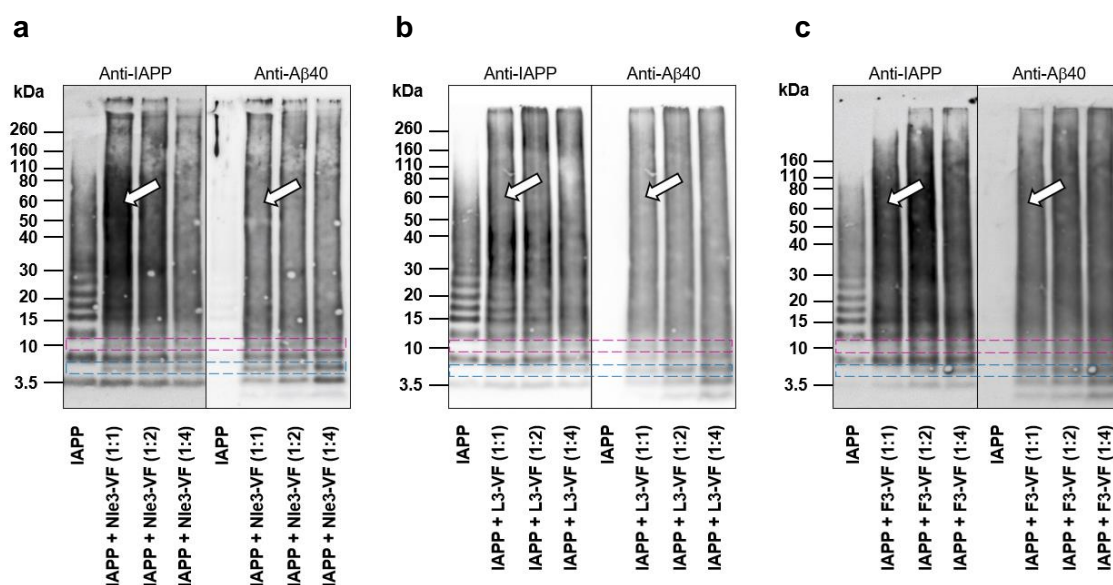 a
Anti-IAPP Anti-Aβ40
kDa
260
160
110
80
60
50
40
30
20
15
10
3.5
IAPP
IAPP + Nle3-VF (1:1)
IAPP + Nle3-VF (1:2)
IAPP + Nle3-VF (1:4)
IAPP
IAPP + Nle3-VF (1:1)
IAPP + Nle3-VF (1:2)
IAPP + Nle3-VF (1:4)
b
Anti-IAPP Anti-Aβ40
kDa
260
160
110
80
60
50
40
30
20
15
10
3.5
IAPP
IAPP + L3-VF (1:1)
IAPP + L3-VF (1:2)
IAPP + L3-VF (1:4)
IAPP
IAPP + L3-VF (1:1)
IAPP + L3-VF (1:2)
IAPP + L3-VF (1:4)
c
Anti-IAPP Anti-Aβ40
kDa
160
110
80
60
50
40
30
20
15
10
3.5
IAPP
IAPP + F3-VF (1:1)
IAPP + F3-VF (1:2)
IAPP + F3-VF (1:4)
IAPP
IAPP + F3-VF (1:1)
IAPP + F3-VF (1:2)
IAPP + F3-VF (1:4)